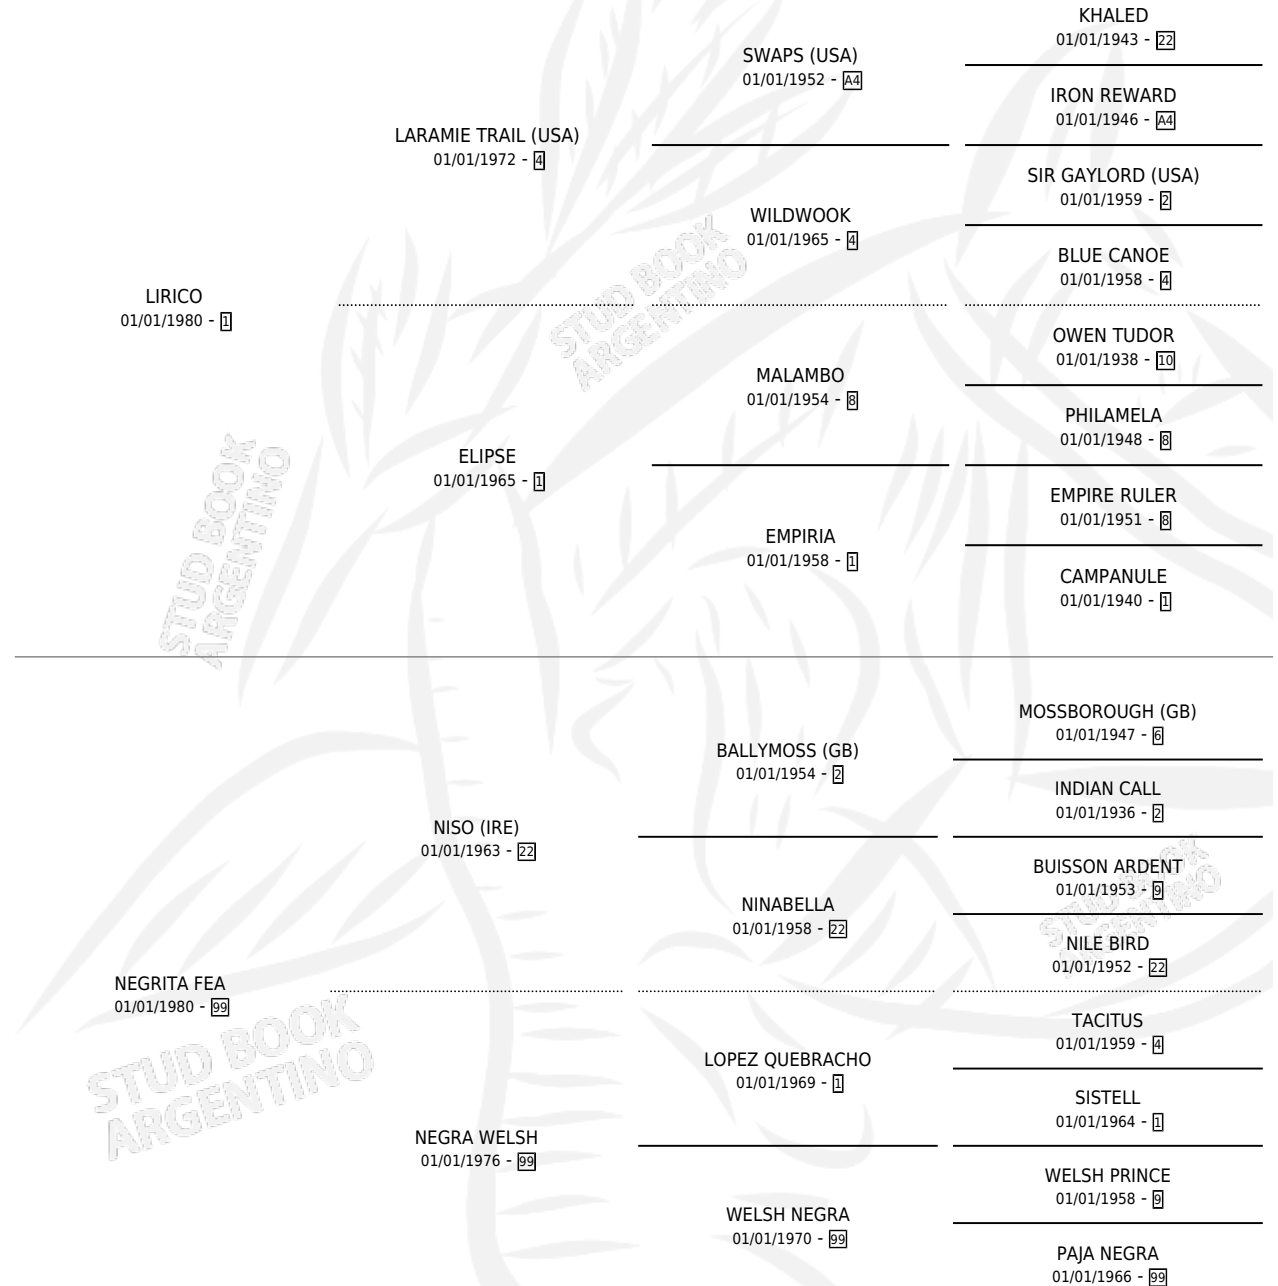 KHALED
01/01/1943 - 22
SWAPS (USA)
01/01/1952 - A4
IRON REWARD
01/01/1946 - A4
LARAMIE TRAIL (USA)
01/01/1972 - 4
SIR GAYLORD (USA)
01/01/1959 - 2
WILDWOOK
01/01/1965 - 4
BLUE CANOE
01/01/1958 - 4
LIRICO
01/01/1980 - 1
OWEN TUDOR
01/01/1938 - 10
MALAMBO
01/01/1954 - 8
PHILAMELA
01/01/1948 - 8
ELIPSE
01/01/1965 - 1
EMPIRE RULER
01/01/1951 - 8
EMPIRIA
01/01/1958 - 1
CAMPANULE
01/01/1940 - 1
MOSSBOROUGH (GB)
01/01/1947 - 6
BALLYMOSS (GB)
01/01/1954 - 2
INDIAN CALL
01/01/1936 - 2
NISO (IRE)
01/01/1963 - 22
BUISSON ARDENT
01/01/1953 - 9
NINABELLA
01/01/1958 - 22
NILE BIRD
01/01/1952 - 22
NEGRITA FEA
01/01/1980 - 99
TACITUS
01/01/1959 - 4
LOPEZ QUEBRACHO
01/01/1969 - 1
SISTELL
01/01/1964 - 1
NEGRA WELSH
01/01/1976 - 99
WELSH PRINCE
01/01/1958 - 9
WELSH NEGRA
01/01/1970 - 99
PAJA NEGRA
01/01/1966 - 99
STUD BOOK
ARGENTINO
STUD BOOK
ARGENTINO
STUD BOOK
ARGENTINO
STUD BOOK
ARGENTINO